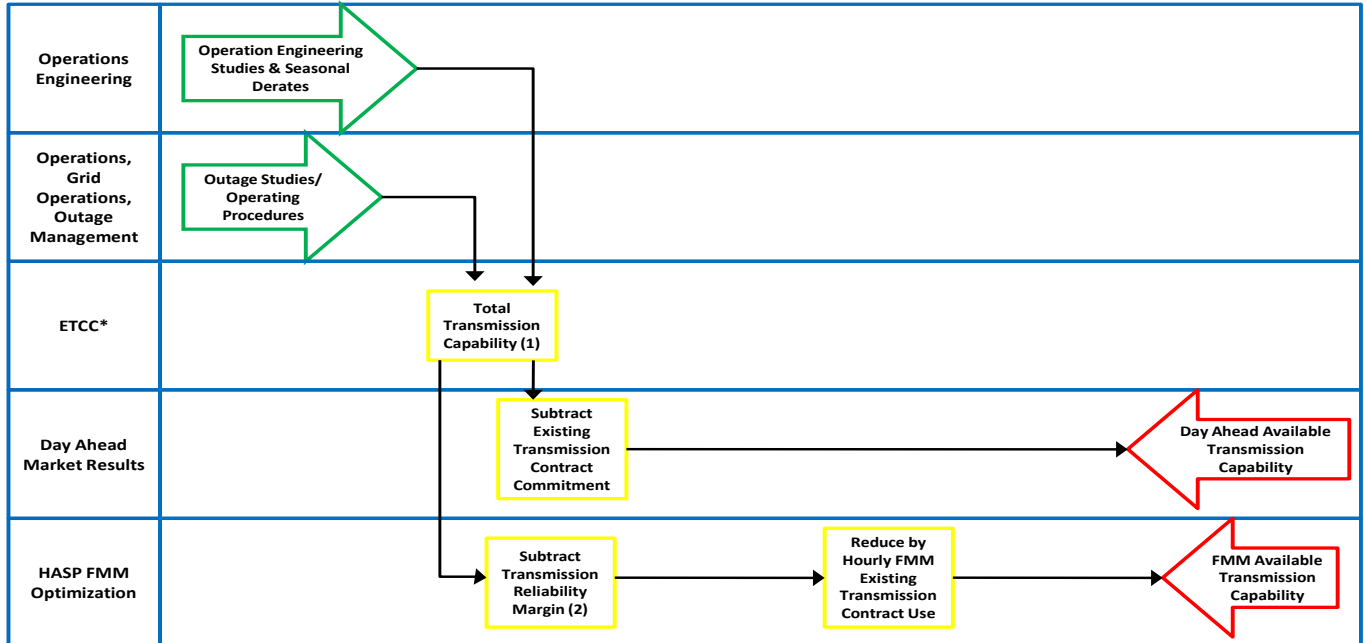 Operations
Engineering
Operation Engineering
Studies & Seasonal
Derates
Operations,
Grid
Operations,
Outage
Management
Outage Studies/
Operating
Procedures
ETCC*
Total
Transmission
Capability (1)
Day Ahead
Market Results
Subtract
Existing
Transmission
Contract
Commitment
Day Ahead Available
Transmission
Capability
HASP FMM
Optimization
Subtract
Transmission
Reliability
Margin (2)
Reduce by
Hourly FMM
Existing
Transmission
Contract Use
FMM Available
Transmission
Capability